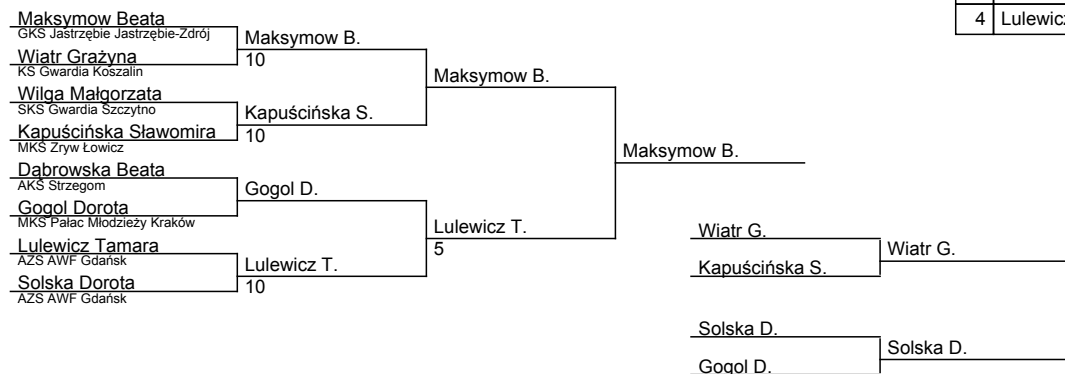 4 Lulewicz
Maksymow Beata
GKS Jastrzębie Jastrzębie-Zdrój
Maksymow B.
Wiatr Grażyna
10
KS Gwardia Koszalin
Maksymow B.
Wilga Małgorzata
SKS Gwardia Szczytno
Kapuścińska S.
Kapuścińska Sławomira
10
MKS Zryw Łowicz
Maksymow B.
Dąbrowska Beata
AKS Strzegom
Gogol D.
Gogol Dorota
MKS Pałac Młodzieży Kraków
Lulewicz T.
5
Lulewicz Tamara
AZS AWF Gdańsk
Lulewicz T.
Solska Dorota
10
AZS AWF Gdańsk
Wiatr G.
Wiatr G.
Kapuścińska S.
Solska D.
Solska D.
Gogol D.